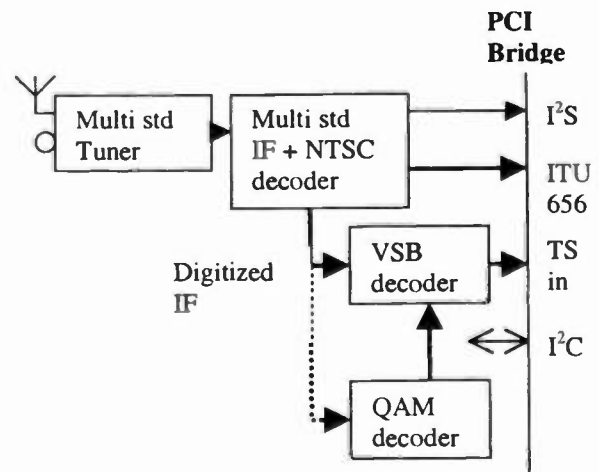 PCI
Bridge
Multi std
Tuner
Multi std
IF + NTSC
decoder
I²S
ITU
656
Digitized
IF
VSB
decoder
TS
in
I²C
QAM
decoder